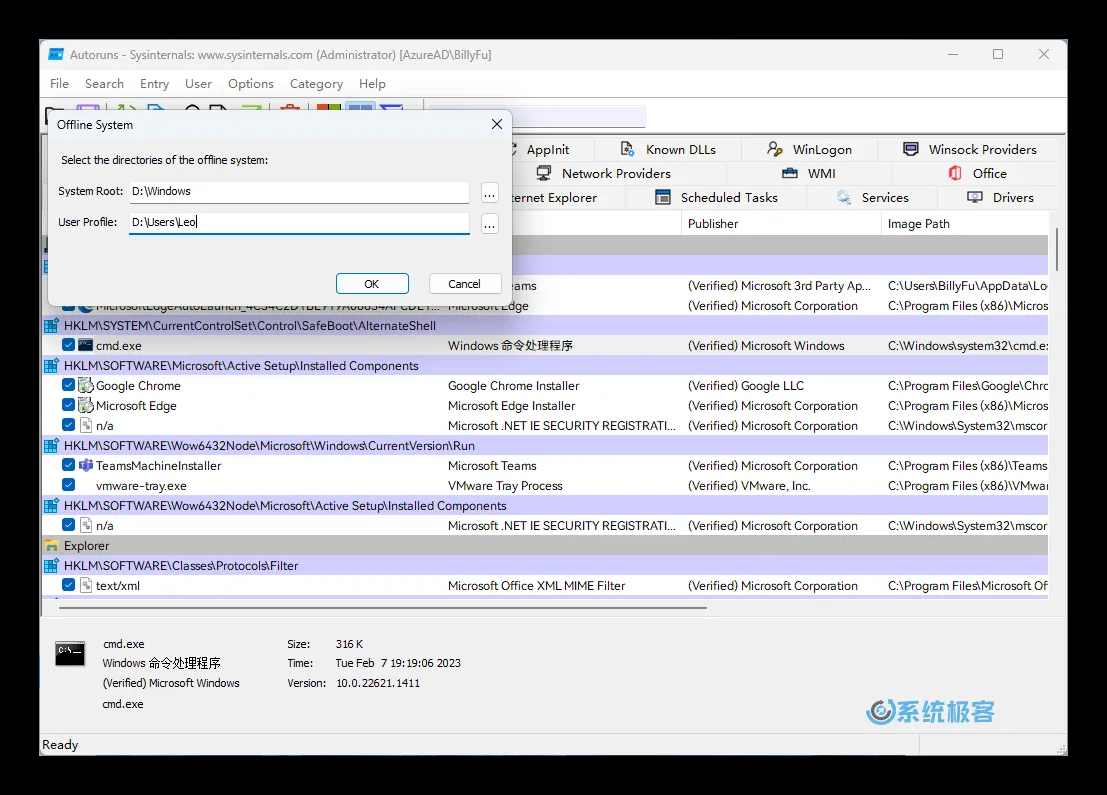 Autoruns - Sysinternals: www.sysinternals.com (Administrator) [AzureAD\BillyFu]
File Search Entry User Options Category Help
Offline System
Select the directories of the offline system:
System Root: D:\Windows ...
User Profile: D:\Users\Leo ...
OK Cancel
AppInit Known DLLs WinLogon Winsock Providers
Network Providers WMI Office
ternet Explorer Scheduled Tasks Services Drivers
Publisher Image Path
eams (Verified) Microsoft 3rd Party Ap... C:\Users\BillyFu\AppData\Lo
Edge (Verified) Microsoft Corporation C:\Program Files (x86)\Micros
HKLM\SYSTEM\CurrentControlSet\Control\SafeBoot\AlternateShell
cmd.exe Windows 命令处理程序 (Verified) Microsoft Windows C:\Windows\system32\cmd.ex
HKLM\SOFTWARE\Microsoft\Active Setup\Installed Components
Google Chrome Google Chrome Installer (Verified) Google LLC C:\Program Files\Google\Chro
Microsoft Edge Microsoft Edge Installer (Verified) Microsoft Corporation C:\Program Files (x86)\Micros
n/a Microsoft .NET IE SECURITY REGISTRATI... (Verified) Microsoft Corporation C:\Windows\System32\mscor
HKLM\SOFTWARE\Wow6432Node\Microsoft\Windows\CurrentVersion\Run
TeamsMachineInstaller Microsoft Teams (Verified) Microsoft Corporation C:\Program Files (x86)\Teams
vmware-tray.exe VMware Tray Process (Verified) VMware, Inc. C:\Program Files (x86)\VMwar
HKLM\SOFTWARE\Wow6432Node\Microsoft\Active Setup\Installed Components
n/a Microsoft .NET IE SECURITY REGISTRATI... (Verified) Microsoft Corporation C:\Windows\System32\mscor
Explorer
HKLM\SOFTWARE\Classes\Protocols\Filter
text/xml Microsoft Office XML MIME Filter (Verified) Microsoft Corporation C:\Program Files\Microsoft Of
cmd.exe Size: 316 K
Windows 命令处理程序 Time: Tue Feb 7 19:19:06 2023
(Verified) Microsoft Windows Version: 10.0.22621.1411
cmd.exe
系统极客
Ready